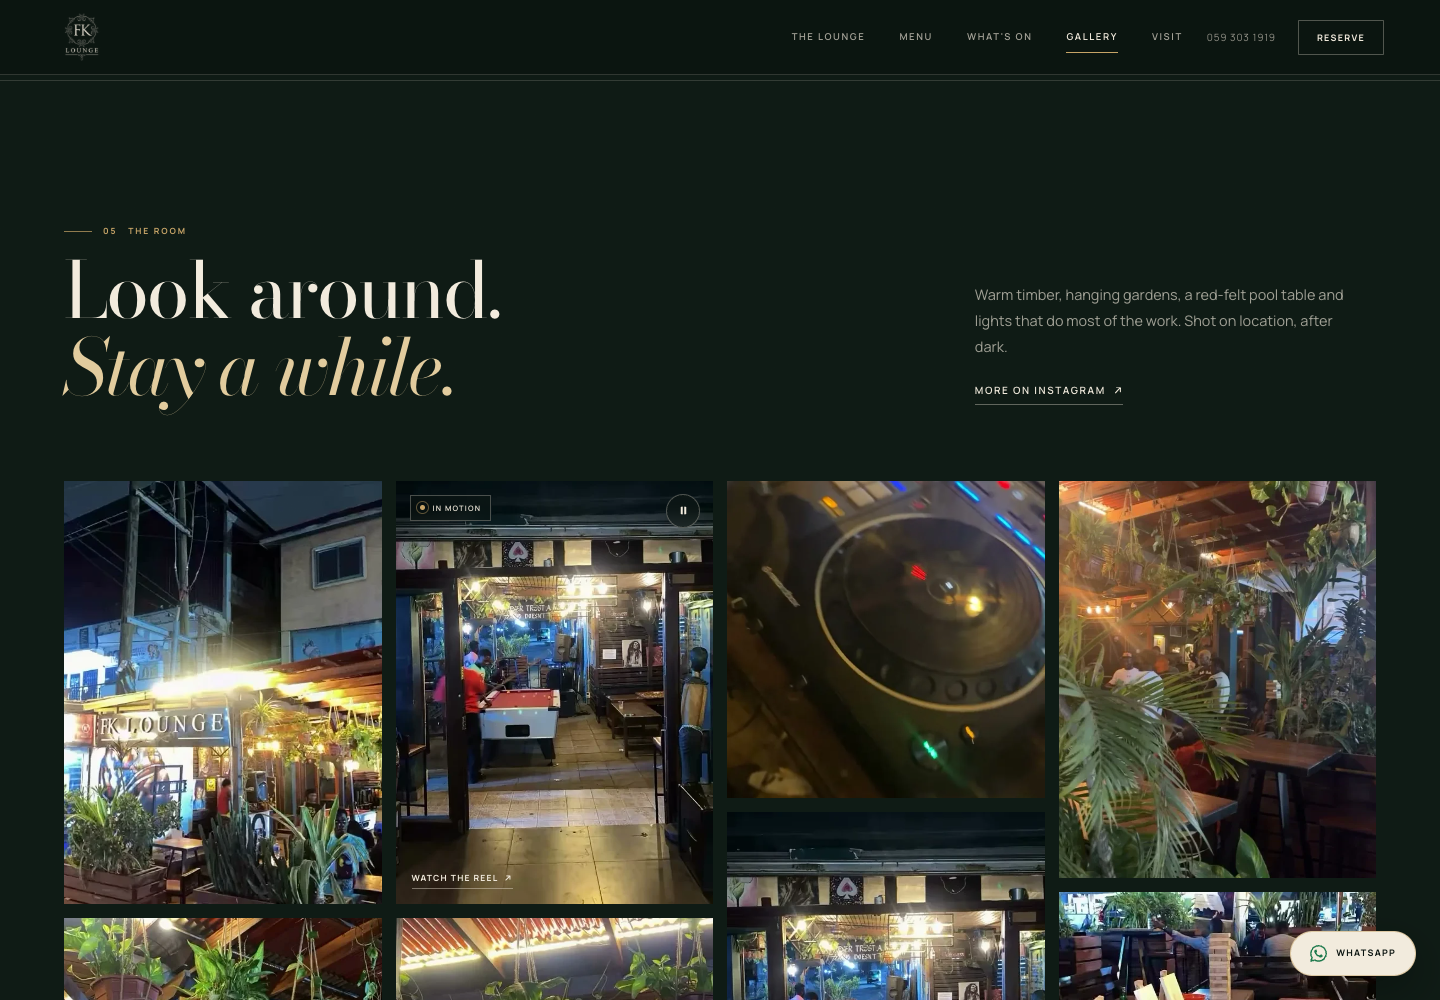 FK
LOUNGE
THE LOUNGE
MENU
WHAT'S ON
GALLERY
VISIT
059 303 1919
RESERVE
05 THE ROOM
Look around.
Stay a while.
Warm timber, hanging gardens, a red-felt pool table and
lights that do most of the work. Shot on location, after
dark.
MORE ON INSTAGRAM ↗
IN MOTION
FK LOUNGE
WATCH THE REEL ↗
WHATSAPP